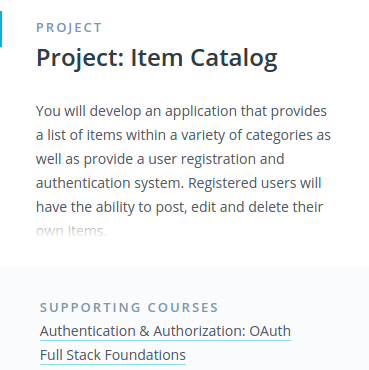 PROJECT
Project: Item Catalog
You will develop an application that provides
a list of items within a variety of categories as
well as provide a user registration and
authentication system. Registered users will
have the ability to post, edit and delete their
own items.
SUPPORTING COURSES
Authentication & Authorization: OAuth
Full Stack Foundations